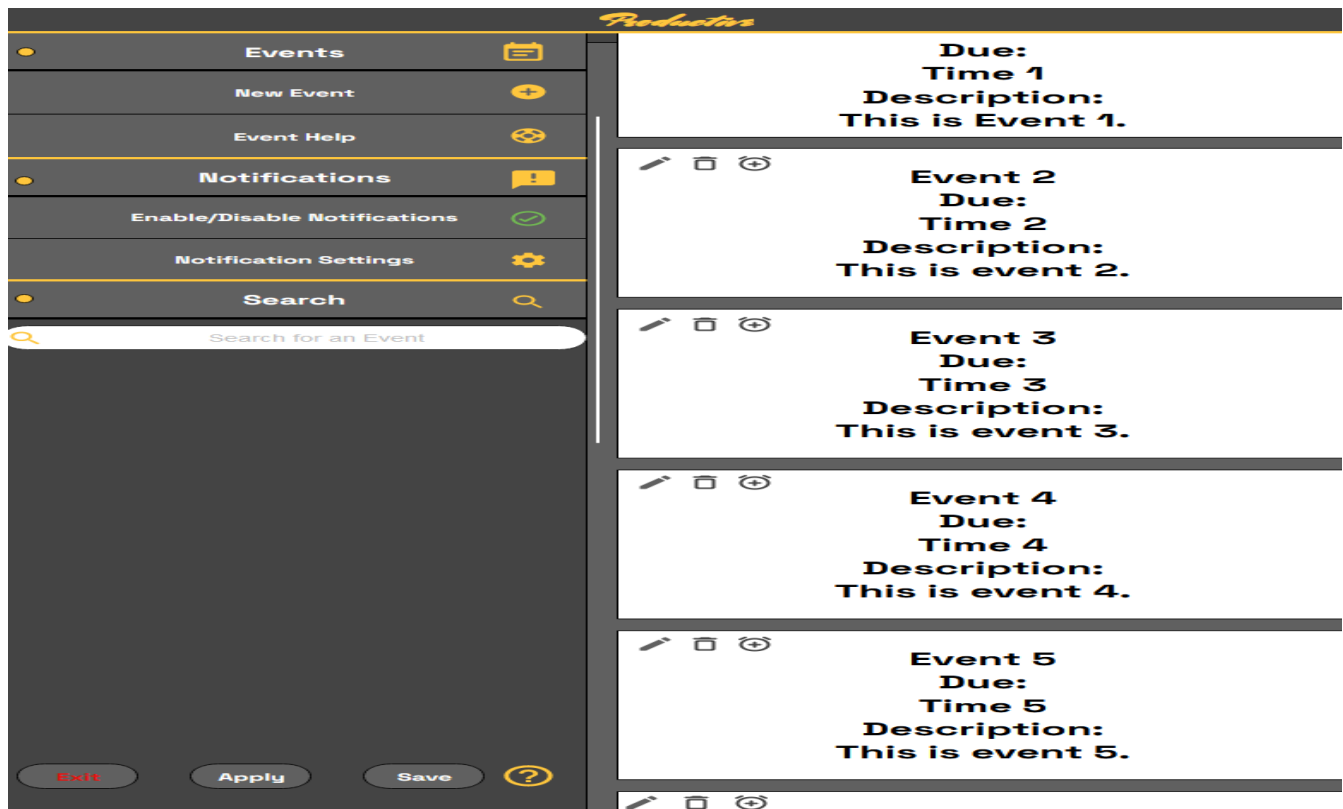 Productive
Events
New Event
Event Help
Notifications
Enable/Disable Notifications
Notification Settings
Search
Search for an Event
Exit
Apply
Save
Due:
Time 1
Description:
This is Event 1.
Event 2
Due:
Time 2
Description:
This is event 2.
Event 3
Due:
Time 3
Description:
This is event 3.
Event 4
Due:
Time 4
Description:
This is event 4.
Event 5
Due:
Time 5
Description:
This is event 5.